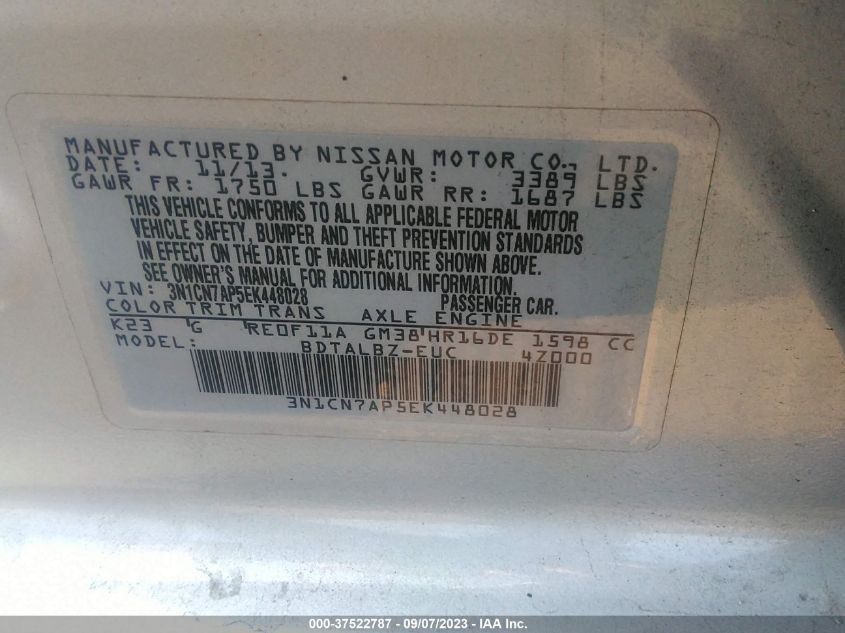 MANUFACTURED BY NISSAN MOTOR CO., LTD.
DATE: 11/13. GVWR: 3389 LBS
GAWR FR: 1750 LBS GAWR RR: 1687 LBS
THIS VEHICLE CONFORMS TO ALL APPLICABLE FEDERAL MOTOR
VEHICLE SAFETY, BUMPER AND THEFT PREVENTION STANDARDS
IN EFFECT ON THE DATE OF MANUFACTURE SHOWN ABOVE.
SEE OWNER'S MANUAL FOR ADDITIONAL INFORMATION.
VIN: 3N1CN7AP5EK448028 PASSENGER CAR.
COLOR TRIM TRANS AXLE ENGINE
K23 G RE0F11A GM38 HR16DE 1598 CC
MODEL: BDTALBZ-EUC 4Z000
3N1CN7AP5EK448028
000-37522787 - 09/07/2023 - IAA Inc.